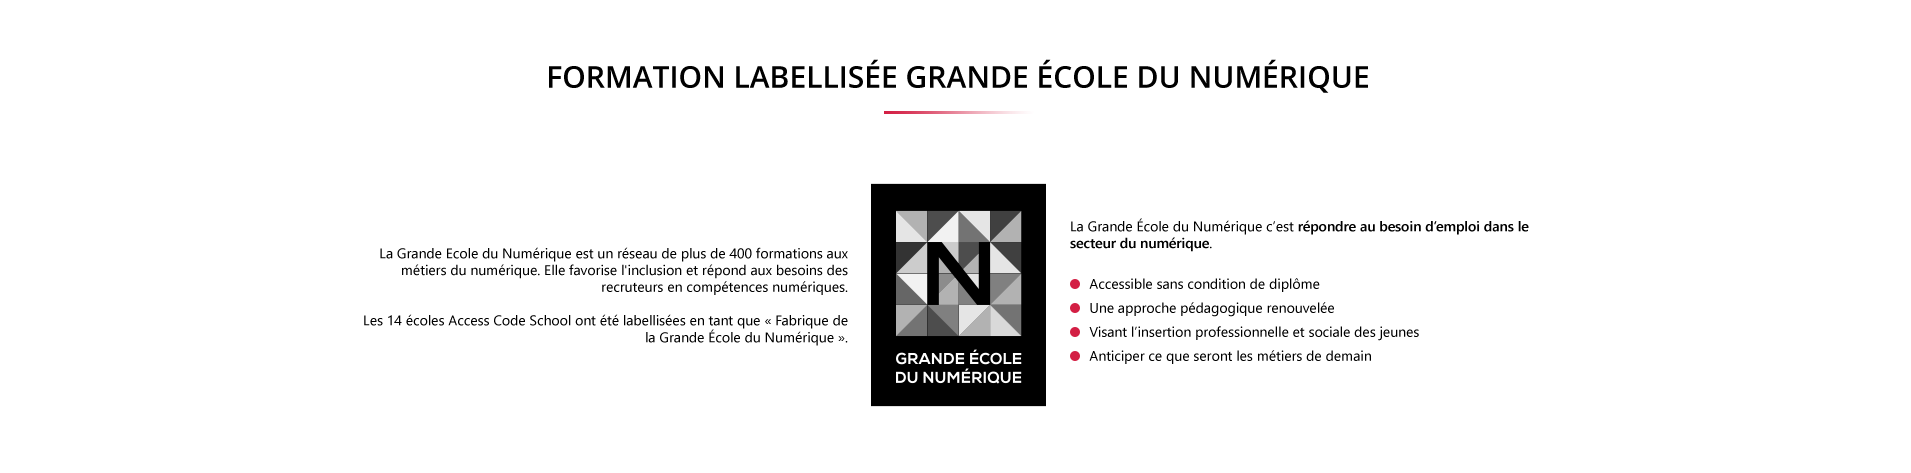 FORMATION LABELLISÉE GRANDE ÉCOLE DU NUMÉRIQUE
La Grande Ecole du Numérique est un réseau de plus de 400 formations aux
métiers du numérique. Elle favorise l'inclusion et répond aux besoins des
recruteurs en compétences numériques.
Les 14 écoles Access Code School ont été labellisées en tant que « Fabrique de
la Grande École du Numérique ».
N
GRANDE ÉCOLE
DU NUMÉRIQUE
La Grande École du Numérique c’est répondre au besoin d’emploi dans le
secteur du numérique.
Accessible sans condition de diplôme
Une approche pédagogique renouvelée
Visant l’insertion professionnelle et sociale des jeunes
Anticiper ce que seront les métiers de demain